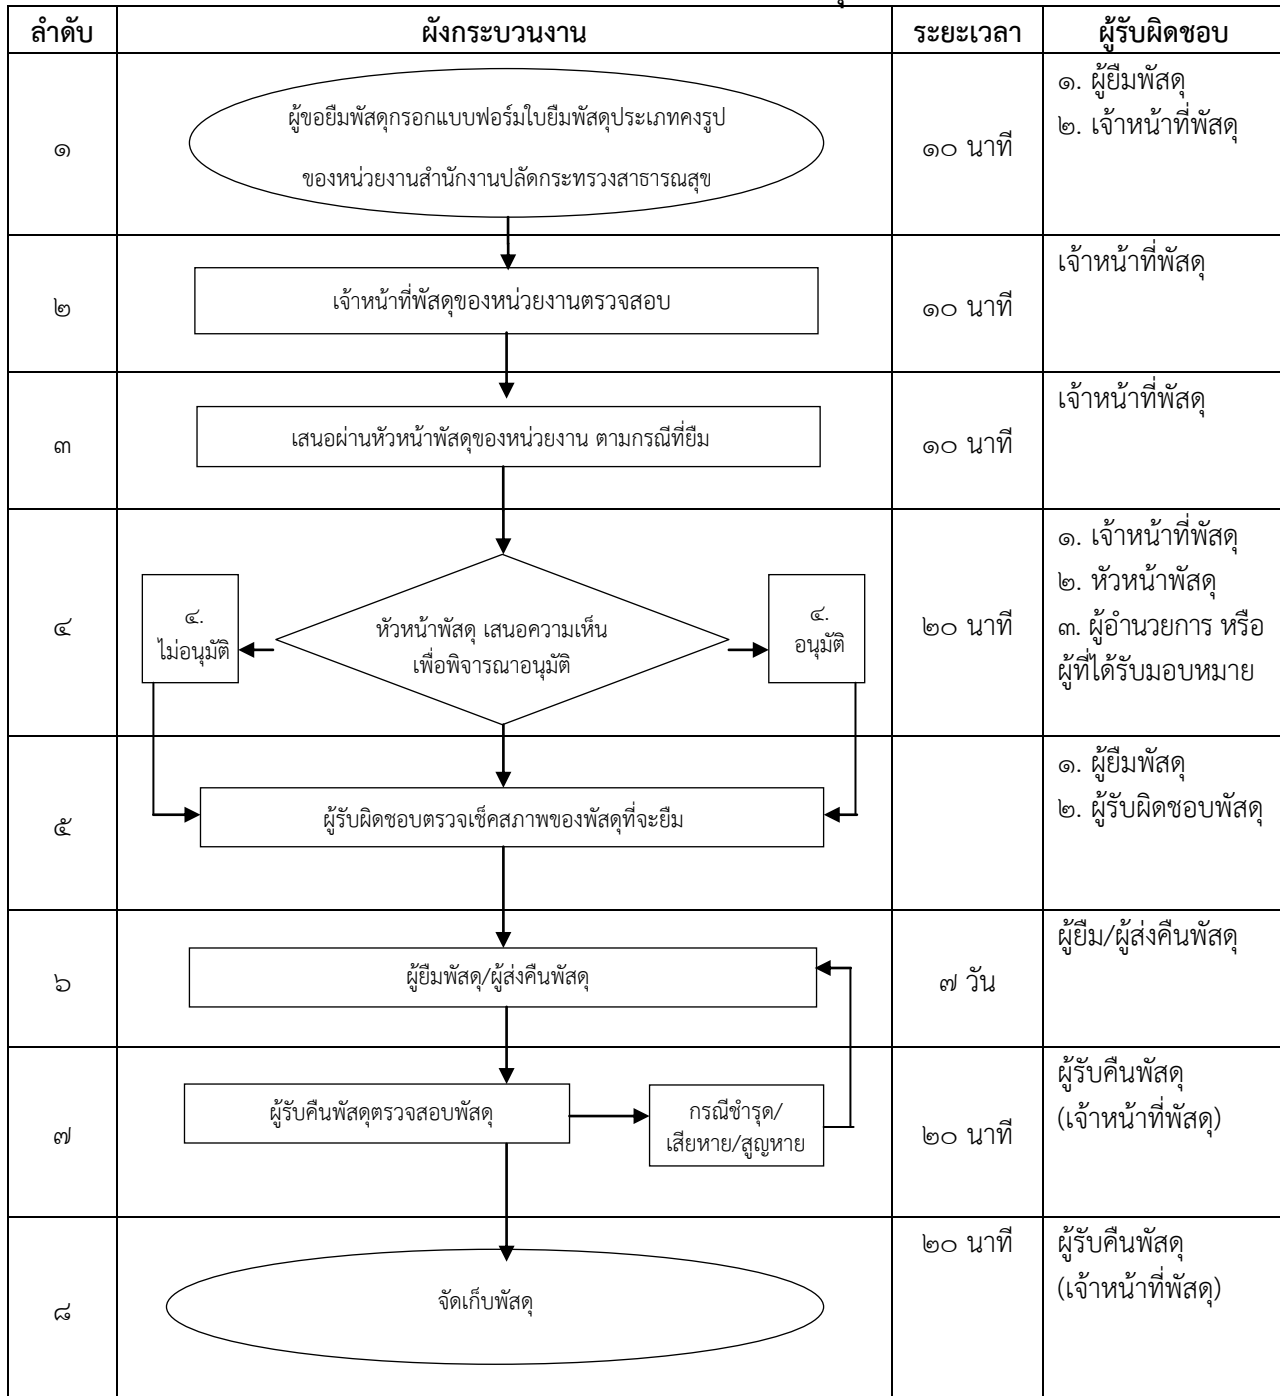 ลำดับ ผังกระบวนงาน ระยะเวลา ผู้รับผิดชอบ
๑
ผู้ขอยืมพัสดุกรอกแบบฟอร์มใบยืมพัสดุประเภทคงรูป
ของหน่วยงานสำนักงานปลัดกระทรวงสาธารณสุข
๑๐ นาที
๑. ผู้ยืมพัสดุ
๒. เจ้าหน้าที่พัสดุ
๒
เจ้าหน้าที่พัสดุของหน่วยงานตรวจสอบ
๑๐ นาที
เจ้าหน้าที่พัสดุ
๓
เสนอผ่านหัวหน้าพัสดุของหน่วยงาน ตามกรณีที่ยืม
๑๐ นาที
เจ้าหน้าที่พัสดุ
๔
๔.
ไม่อนุมัติ
หัวหน้าพัสดุ เสนอความเห็น
เพื่อพิจารณาอนุมัติ
๔.
อนุมัติ
๒๐ นาที
๑. เจ้าหน้าที่พัสดุ
๒. หัวหน้าพัสดุ
๓. ผู้อำนวยการ หรือ
ผู้ที่ได้รับมอบหมาย
๕
ผู้รับผิดชอบตรวจเช็คสภาพของพัสดุที่จะยืม
๑. ผู้ยืมพัสดุ
๒. ผู้รับผิดชอบพัสดุ
๖
ผู้ยืมพัสดุ/ผู้ส่งคืนพัสดุ
๗ วัน
ผู้ยืม/ผู้ส่งคืนพัสดุ
๗
ผู้รับคืนพัสดุตรวจสอบพัสดุ
กรณีชำรุด/
เสียหาย/สูญหาย
๒๐ นาที
ผู้รับคืนพัสดุ
(เจ้าหน้าที่พัสดุ)
๘
จัดเก็บพัสดุ
๒๐ นาที
ผู้รับคืนพัสดุ
(เจ้าหน้าที่พัสดุ)